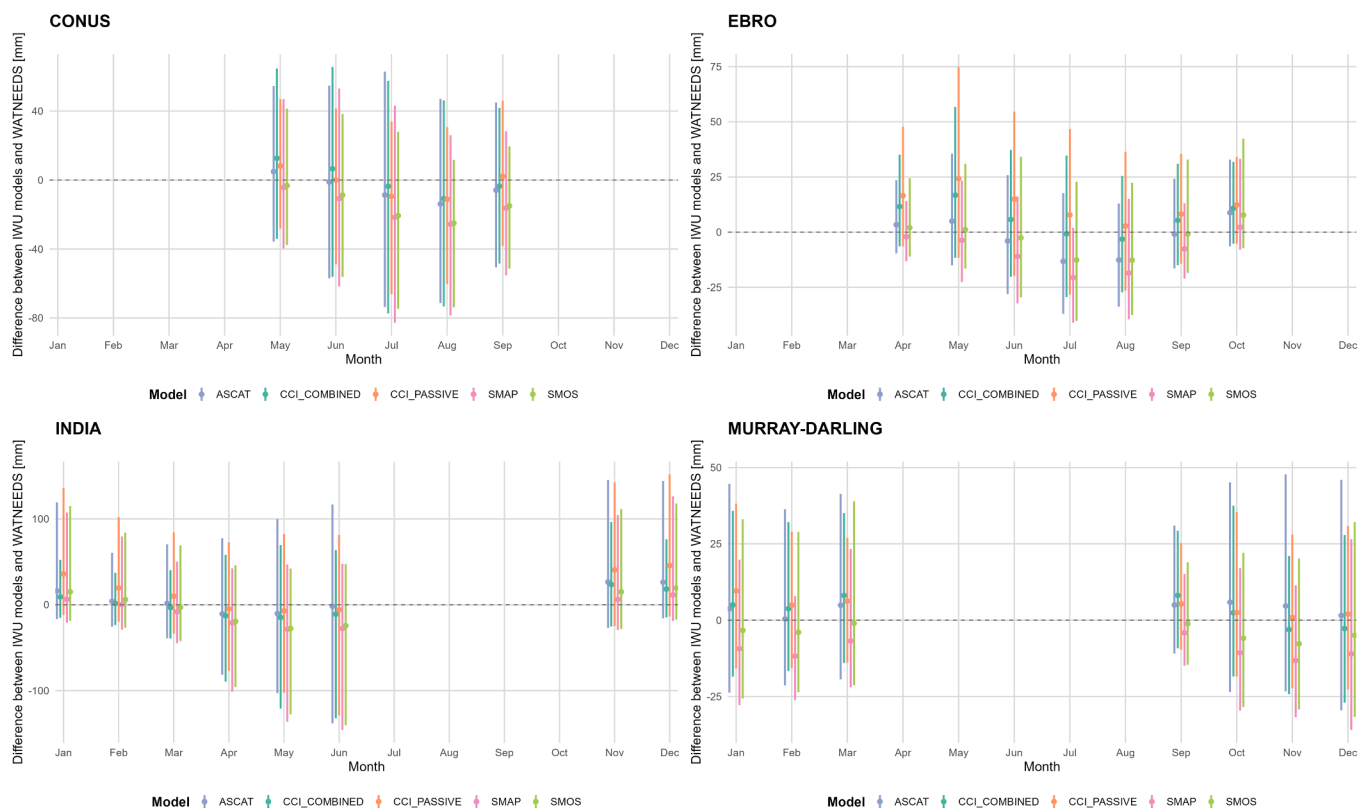 CONUS
Difference between IWU models and WATNEEDS [mm]
40
0
-40
-80
Jan Feb Mar Apr May Jun Jul Aug Sep Oct Nov Dec
Month
Model ASCAT CCI_COMBINED CCI_PASSIVE SMAP SMOS
EBRO
Difference between IWU models and WATNEEDS [mm]
75
50
25
0
-25
Jan Feb Mar Apr May Jun Jul Aug Sep Oct Nov Dec
Month
Model ASCAT CCI_COMBINED CCI_PASSIVE SMAP SMOS
INDIA
Difference between IWU models and WATNEEDS [mm]
100
0
-100
Jan Feb Mar Apr May Jun Jul Aug Sep Oct Nov Dec
Month
Model ASCAT CCI_COMBINED CCI_PASSIVE SMAP SMOS
MURRAY-DARLING
Difference between IWU models and WATNEEDS [mm]
50
25
0
-25
Jan Feb Mar Apr May Jun Jul Aug Sep Oct Nov Dec
Month
Model ASCAT CCI_COMBINED CCI_PASSIVE SMAP SMOS